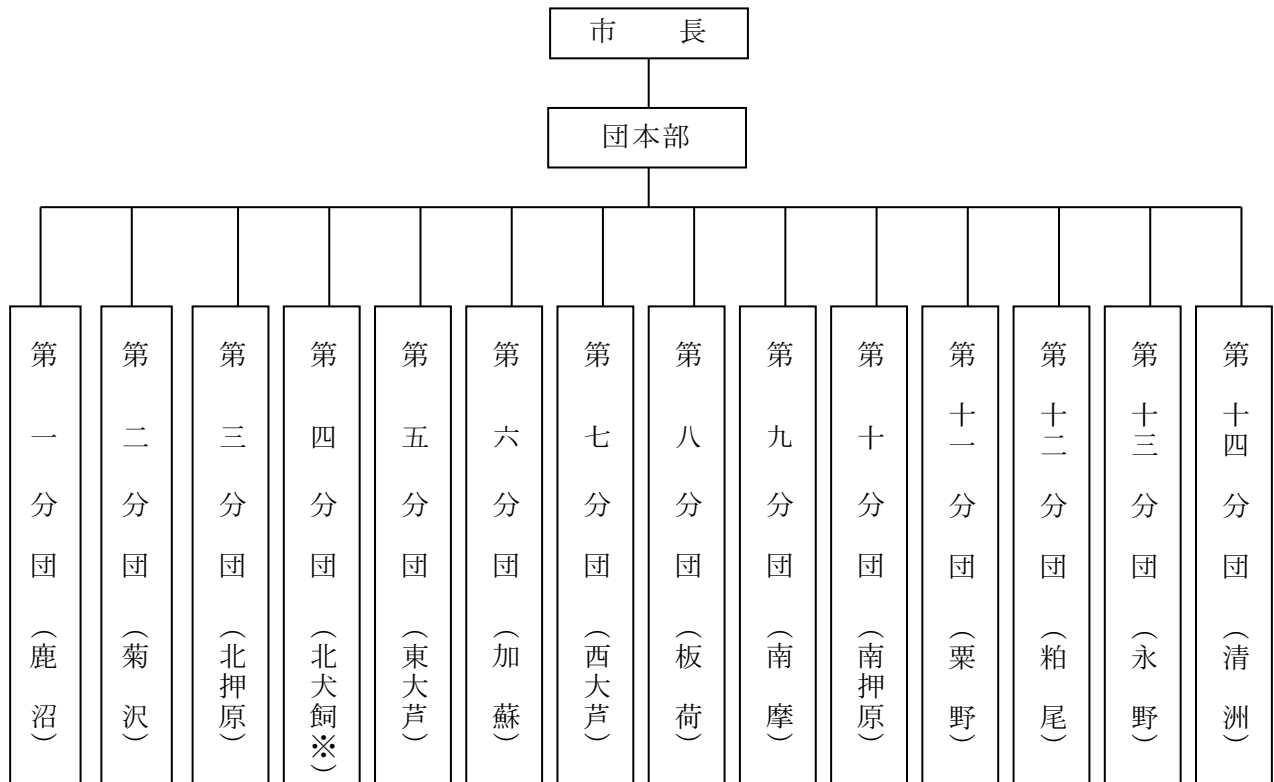 市　　長
団本部
第一分団（鹿沼）
第二分団（菊沢）
第三分団（北押原）
第四分団（北犬飼※）
第五分団（東大芦）
第六分団（加蘇）
第七分団（西大芦）
第八分団（板荷）
第九分団（南摩）
第十分団（南押原）
第十一分団（粟野）
第十二分団（粕尾）
第十三分団（永野）
第十四分団（清洲）